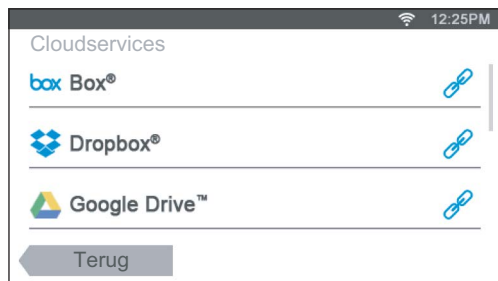 12:25PM
Cloudservices
box Box®
Dropbox®
Google Drive™
Terug